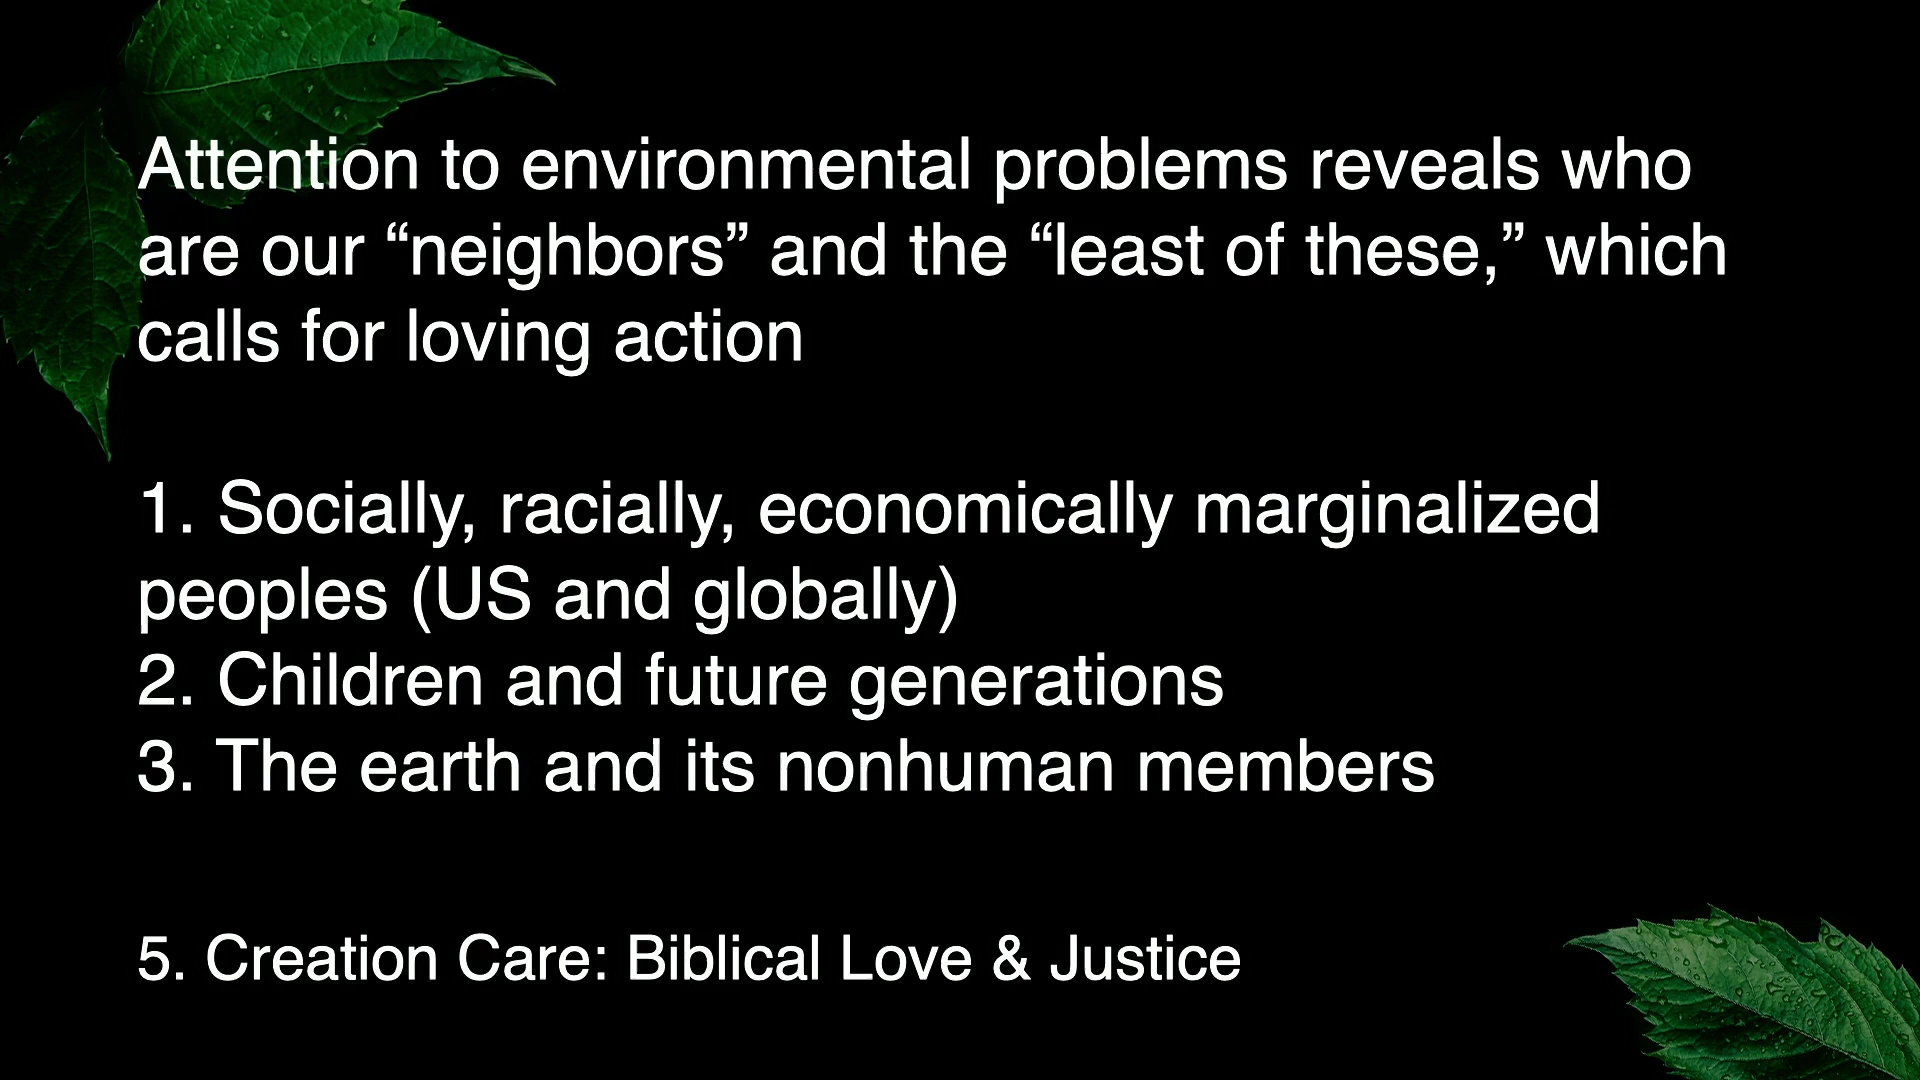 Attention to environmental problems reveals who
are our “neighbors” and the “least of these,” which
calls for loving action
1. Socially, racially, economically marginalized
peoples (US and globally)
2. Children and future generations
3. The earth and its nonhuman members
5. Creation Care: Biblical Love & Justice